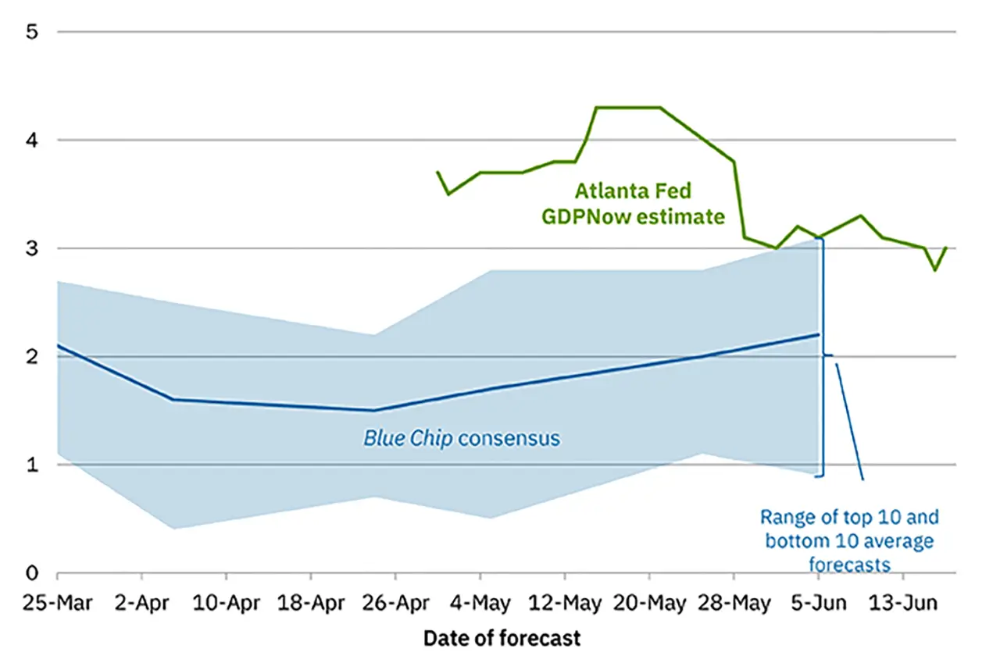 5
4
Atlanta Fed
GDPNow estimate
3
2
Blue Chip consensus
1
Range of top 10 and
bottom 10 average
forecasts
0
25-Mar 2-Apr 10-Apr 18-Apr 26-Apr 4-May 12-May 20-May 28-May 5-Jun 13-Jun
Date of forecast